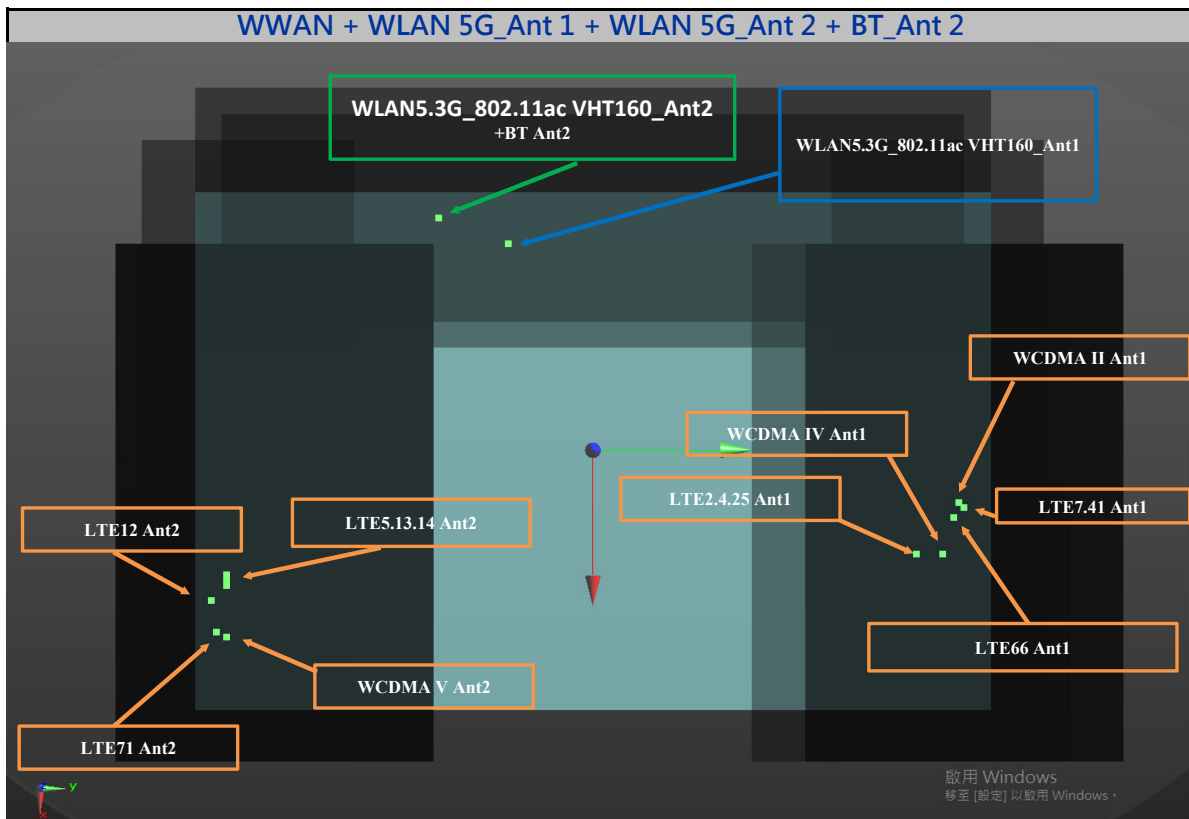 WWAN + WLAN 5G_Ant 1 + WLAN 5G_Ant 2 + BT_Ant 2
WLAN5.3G_802.11ac VHT160_Ant2
+BT Ant2
WLAN5.3G_802.11ac VHT160_Ant1
WCDMA II Ant1
WCDMA IV Ant1
LTE2.4.25 Ant1
LTE7.41 Ant1
LTE12 Ant2
LTE5.13.14 Ant2
LTE66 Ant1
WCDMA V Ant2
LTE71 Ant2
啟用 Windows
移至 [設定] 以啟用 Windows。
y
x